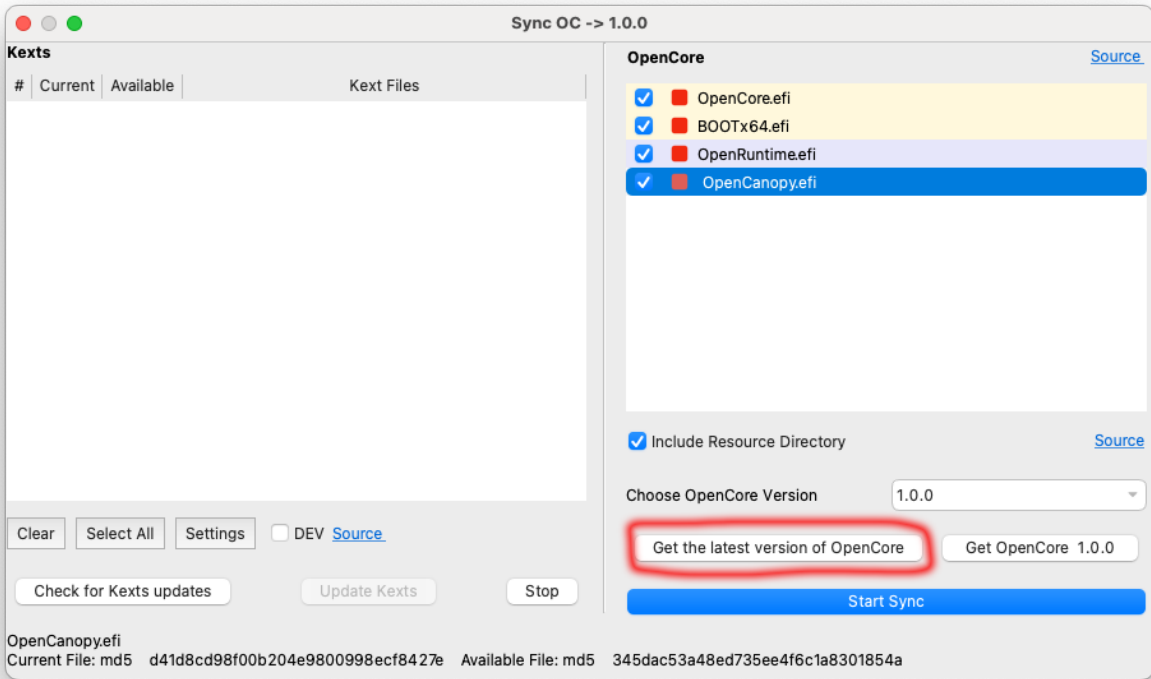 Sync OC -> 1.0.0
Kexts
# Current Available Kext Files
Clear Select All Settings DEV Source
Check for Kexts updates Update Kexts Stop
OpenCore Source
OpenCore.efi
BOOTx64.efi
OpenRuntime.efi
OpenCanopy.efi
Include Resource Directory Source
Choose OpenCore Version 1.0.0
Get the latest version of OpenCore Get OpenCore 1.0.0
Start Sync
OpenCanopy.efi
Current File: md5 d41d8cd98f00b204e9800998ecf8427e Available File: md5 345dac53a48ed735ee4f6c1a8301854a